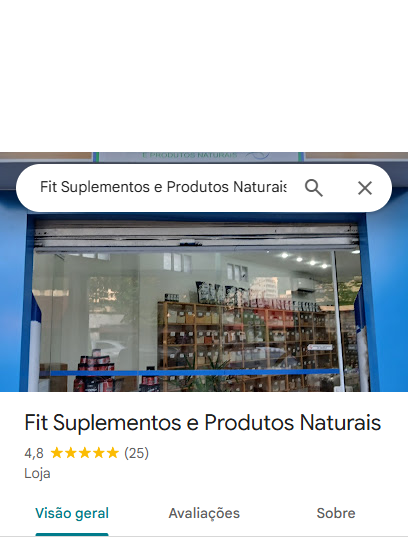 E PRODUTOS NATURAIS
Fit Suplementos e Produtos Naturais
Fit Suplementos e Produtos Naturais
4,8 ★★★★★ (25)
Loja
Visão geral
Avaliações
Sobre